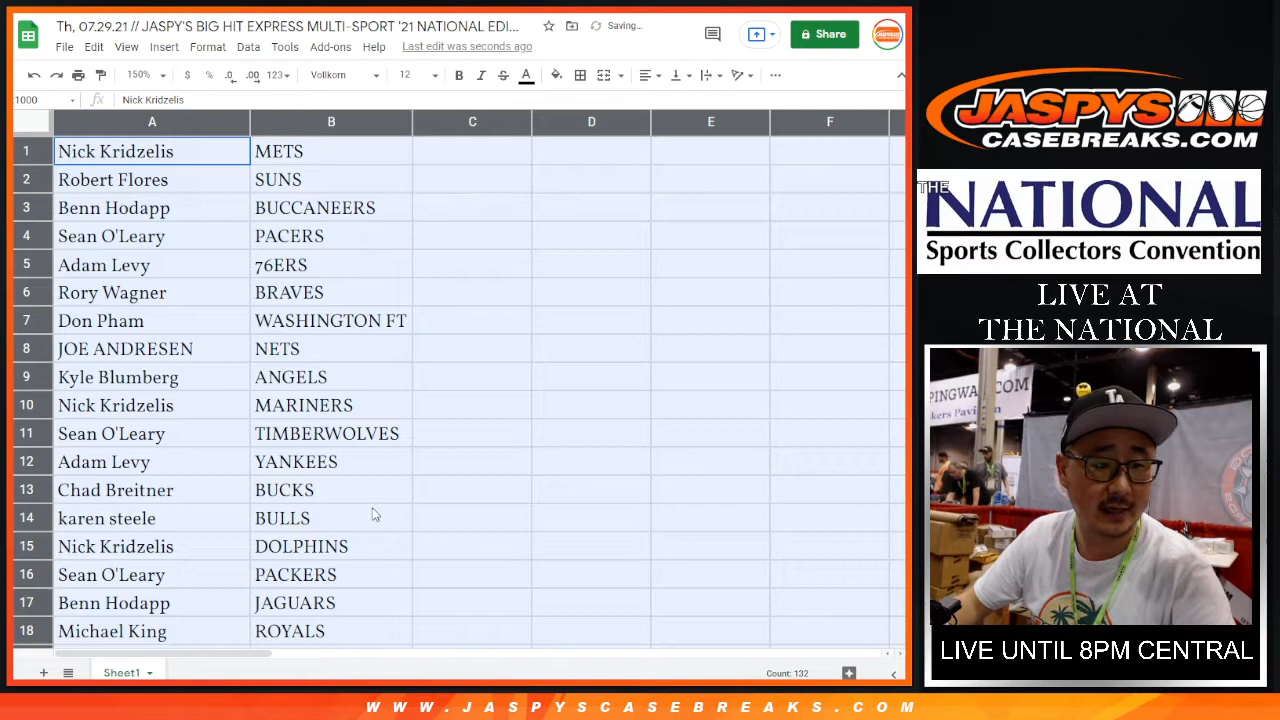 Th, 07.29.21 // JASPY'S BIG HIT EXPRESS MULTI-SPORT '21 NATIONAL EDI...
Saving...
Share
File Edit View Insert Format Data Tools Add-ons Help Last edit was seconds ago
150% $ % .0 .00 123 Vollkorn 12 B I S A
1000 fx Nick Kridzelis
A B C D E F
1 Nick Kridzelis METS
2 Robert Flores SUNS
3 Benn Hodapp BUCCANEERS
4 Sean O'Leary PACERS
5 Adam Levy 76ERS
6 Rory Wagner BRAVES
7 Don Pham WASHINGTON FT
8 JOE ANDRESEN NETS
9 Kyle Blumberg ANGELS
10 Nick Kridzelis MARINERS
11 Sean O'Leary TIMBERWOLVES
12 Adam Levy YANKEES
13 Chad Breitner BUCKS
14 karen steele BULLS
15 Nick Kridzelis DOLPHINS
16 Sean O'Leary PACKERS
17 Benn Hodapp JAGUARS
18 Michael King ROYALS
Sheet1
Count: 132
JASPYS
CASEBREAKS.COM
THE
NATIONAL
Sports Collectors Convention
LIVE AT
THE NATIONAL
PINGWA .COM
LA
LIVE UNTIL 8PM CENTRAL
WWW.JASPYSCASEBREAKS.COM